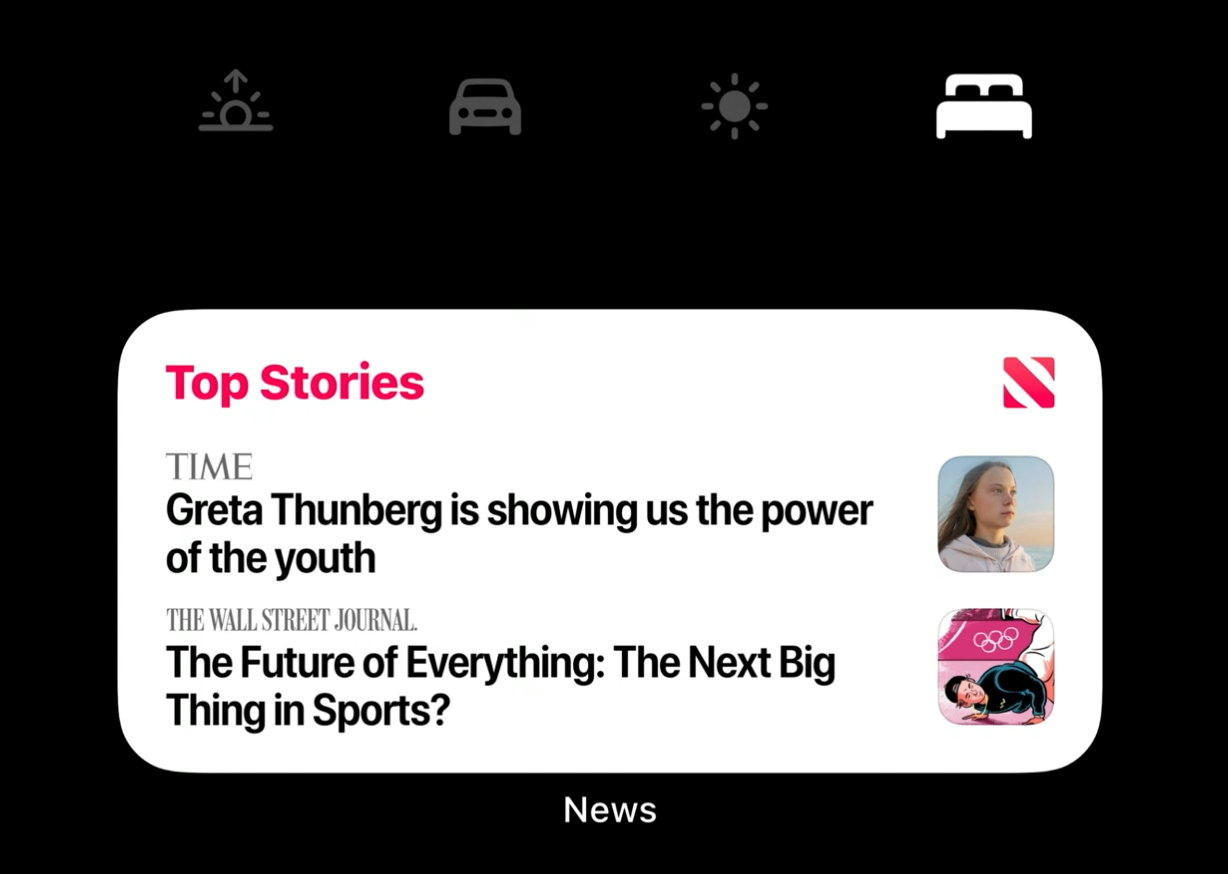 Top Stories
TIME
Greta Thunberg is showing us the power
of the youth
THE WALL STREET JOURNAL.
The Future of Everything: The Next Big
Thing in Sports?
News